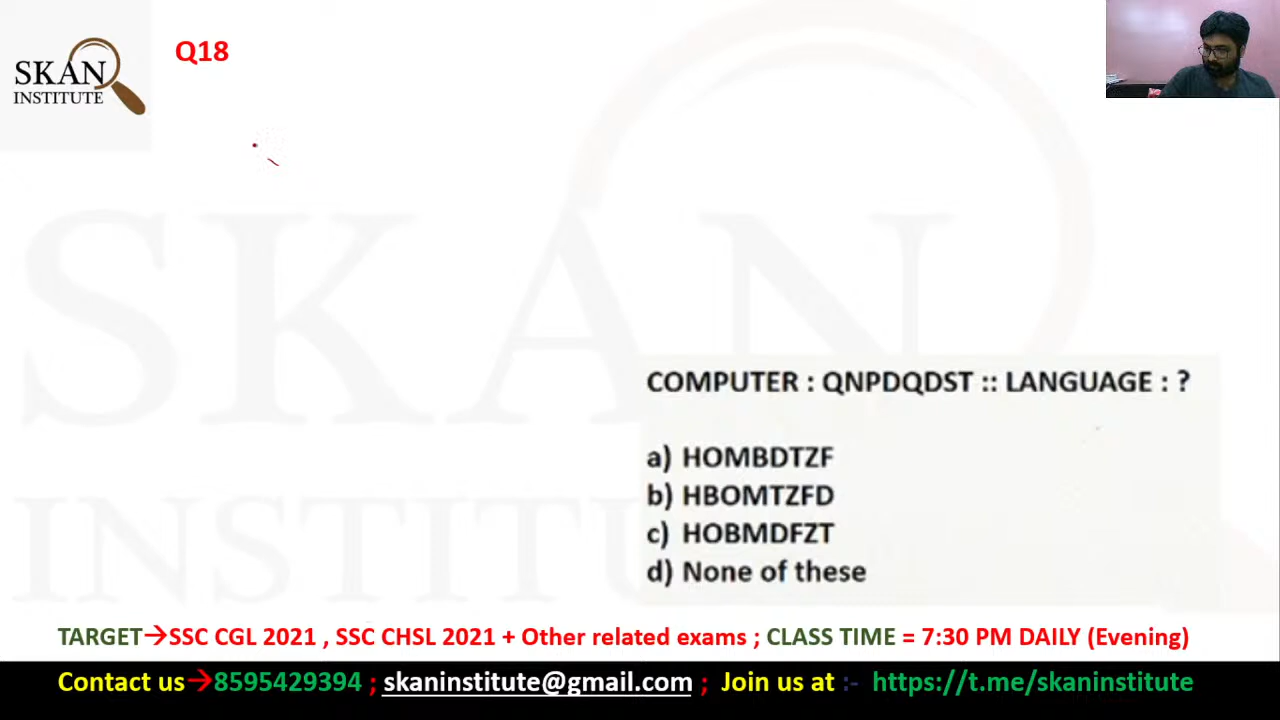 SKAN
INSTITUTE
Q18
SKAN
INSTITU
COMPUTER : QNPDQDST :: LANGUAGE : ?
a) HOMBDTZF
b) HBOMTZFD
c) HOBMDFZT
d) None of these
TARGET→SSC CGL 2021 , SSC CHSL 2021 + Other related exams ; CLASS TIME = 7:30 PM DAILY (Evening)
Contact us→8595429394 ; skaninstitute@gmail.com ; Join us at :- https://t.me/skaninstitute